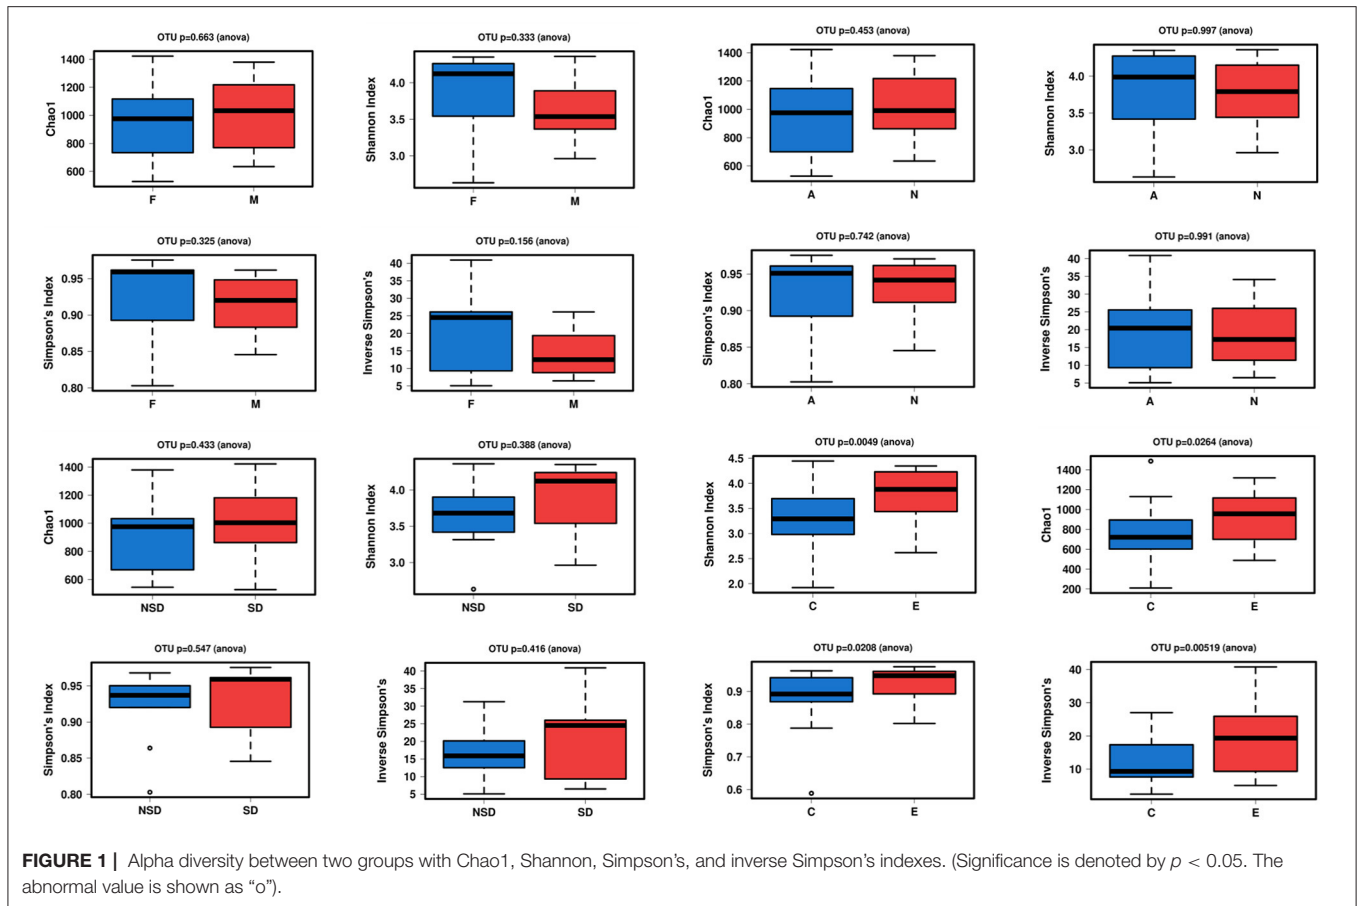 OTU p=0.663 (anova)
Chao1
1400
1200
1000
800
600
F M
OTU p=0.333 (anova)
Shannon Index
4.0
3.5
3.0
F M
OTU p=0.453 (anova)
Chao1
1400
1200
1000
800
600
A N
OTU p=0.997 (anova)
Shannon Index
4.0
3.5
3.0
A N
OTU p=0.325 (anova)
Simpson's Index
0.95
0.90
0.85
0.80
F M
OTU p=0.156 (anova)
Inverse Simpson's
40
35
30
25
20
15
10
5
F M
OTU p=0.742 (anova)
Simpson's Index
0.95
0.90
0.85
0.80
A N
OTU p=0.991 (anova)
Inverse Simpson's
40
35
30
25
20
15
10
5
A N
OTU p=0.433 (anova)
Chao1
1400
1200
1000
800
600
NSD SD
OTU p=0.388 (anova)
Shannon Index
4.0
3.5
3.0
NSD SD
OTU p=0.0049 (anova)
Shannon Index
4.5
4.0
3.5
3.0
2.5
2.0
C E
OTU p=0.0264 (anova)
Chao1
1400
1200
1000
800
600
400
200
C E
OTU p=0.547 (anova)
Simpson's Index
0.95
0.90
0.85
0.80
NSD SD
OTU p=0.416 (anova)
Inverse Simpson's
40
35
30
25
20
15
10
5
NSD SD
OTU p=0.0208 (anova)
Simpson's Index
0.9
0.8
0.7
0.6
C E
OTU p=0.00519 (anova)
Inverse Simpson's
40
30
20
10
C E
FIGURE 1 | Alpha diversity between two groups with Chao1, Shannon, Simpson's, and inverse Simpson's indexes. (Significance is denoted by p < 0.05. The
abnormal value is shown as “o”).